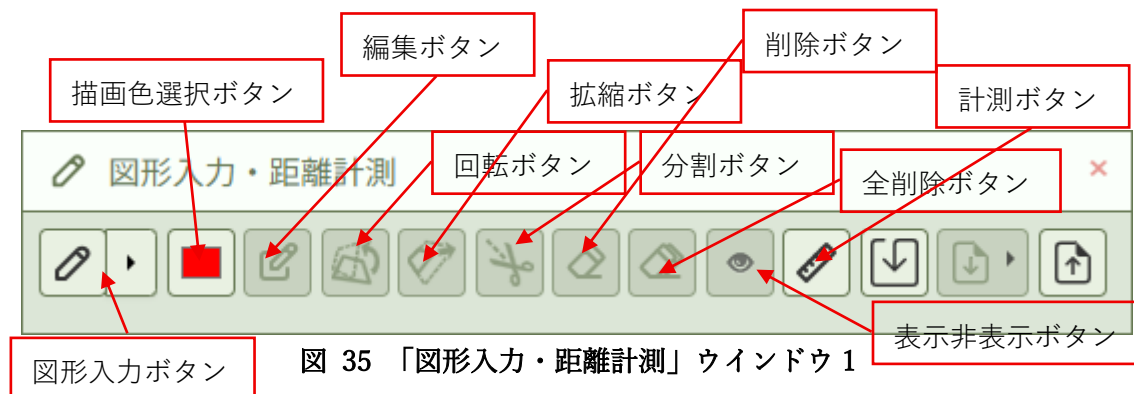 編集ボタン
削除ボタン
描画色選択ボタン
拡縮ボタン
計測ボタン
図形入力・距離計測
回転ボタン
分割ボタン
全削除ボタン
×
図形入力ボタン
図 35 「図形入力・距離計測」ウインドウ1
表示非表示ボタン